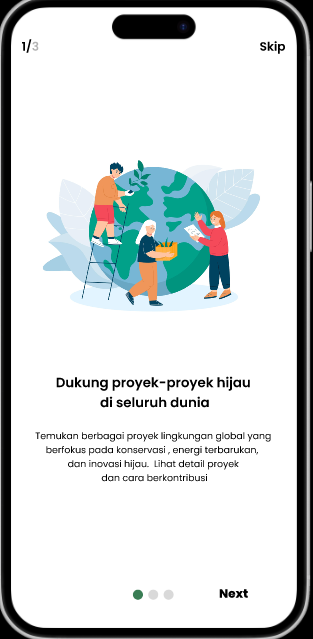 1/3
Skip
Dukung proyek-proyek hijau
di seluruh dunia
Temukan berbagai proyek lingkungan global yang
berfokus pada konservasi , energi terbarukan,
dan inovasi hijau. Lihat detail proyek
dan cara berkontribusi
Next